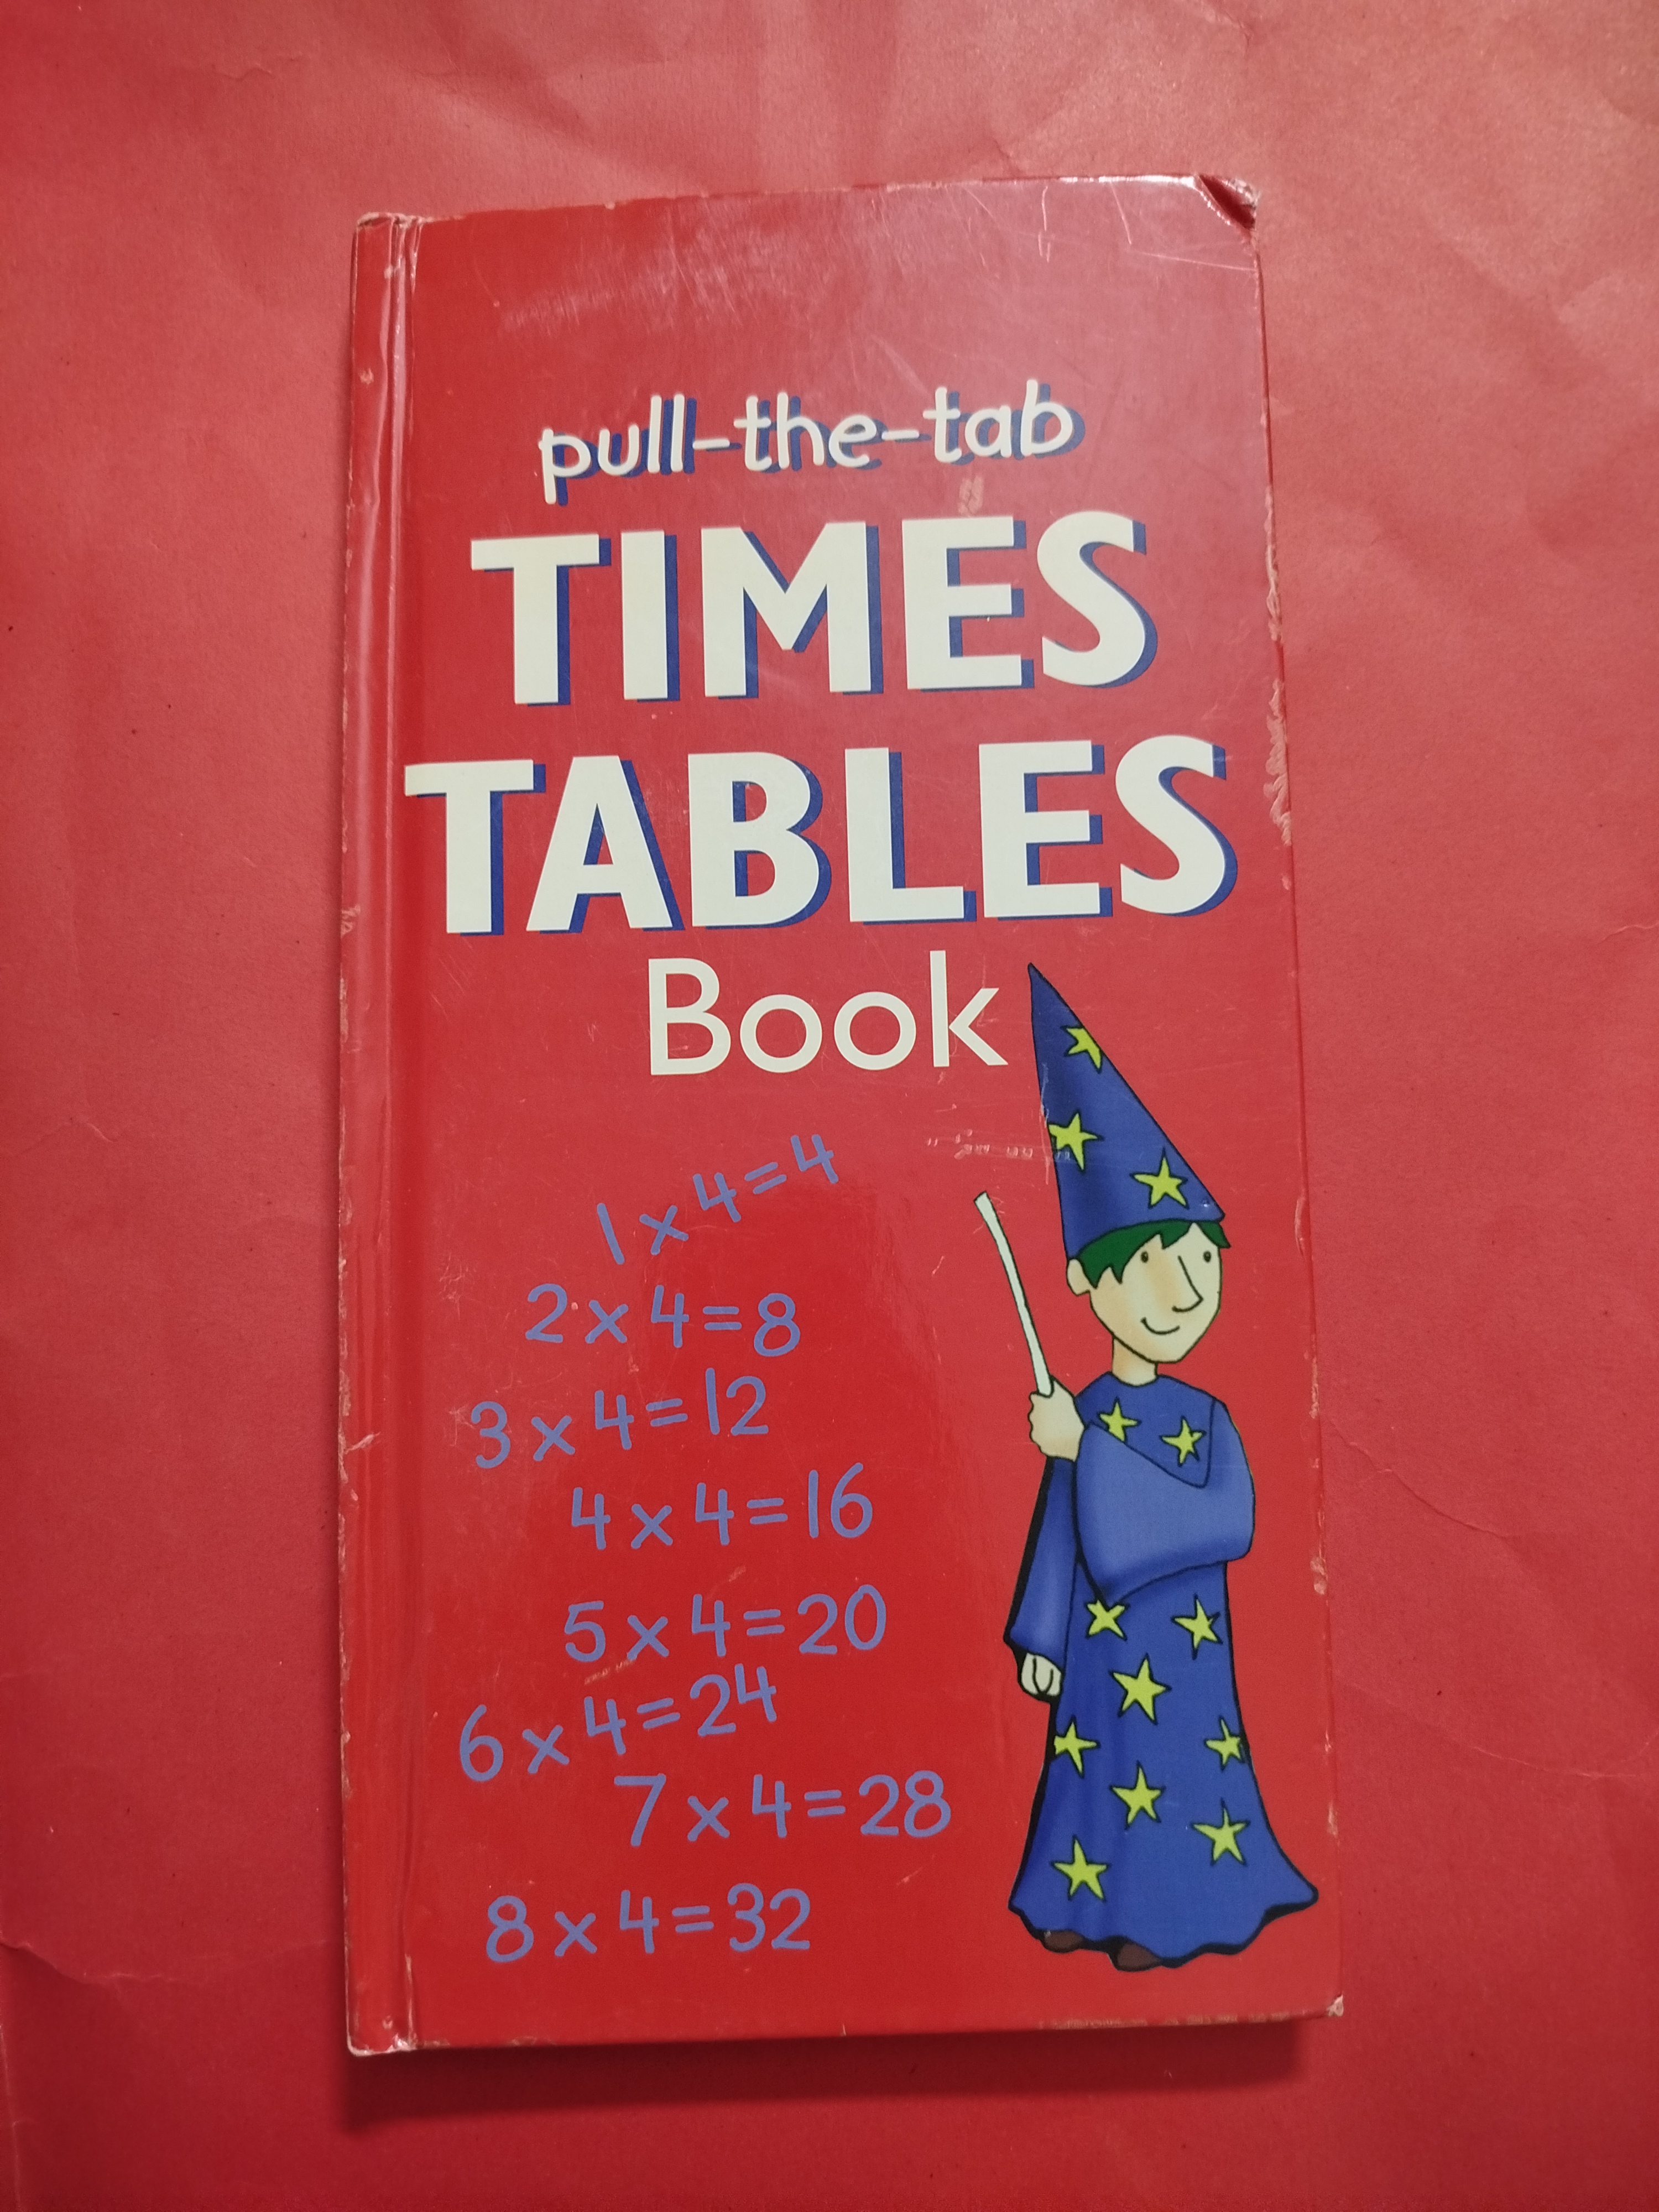 pull-the-tab
TIMES
TABLES
Book
1 x 4 = 4
2 x 4 = 8
3 x 4 = 12
4 x 4 = 16
5 x 4 = 20
6 x 4 = 24
7 x 4 = 28
8 x 4 = 32